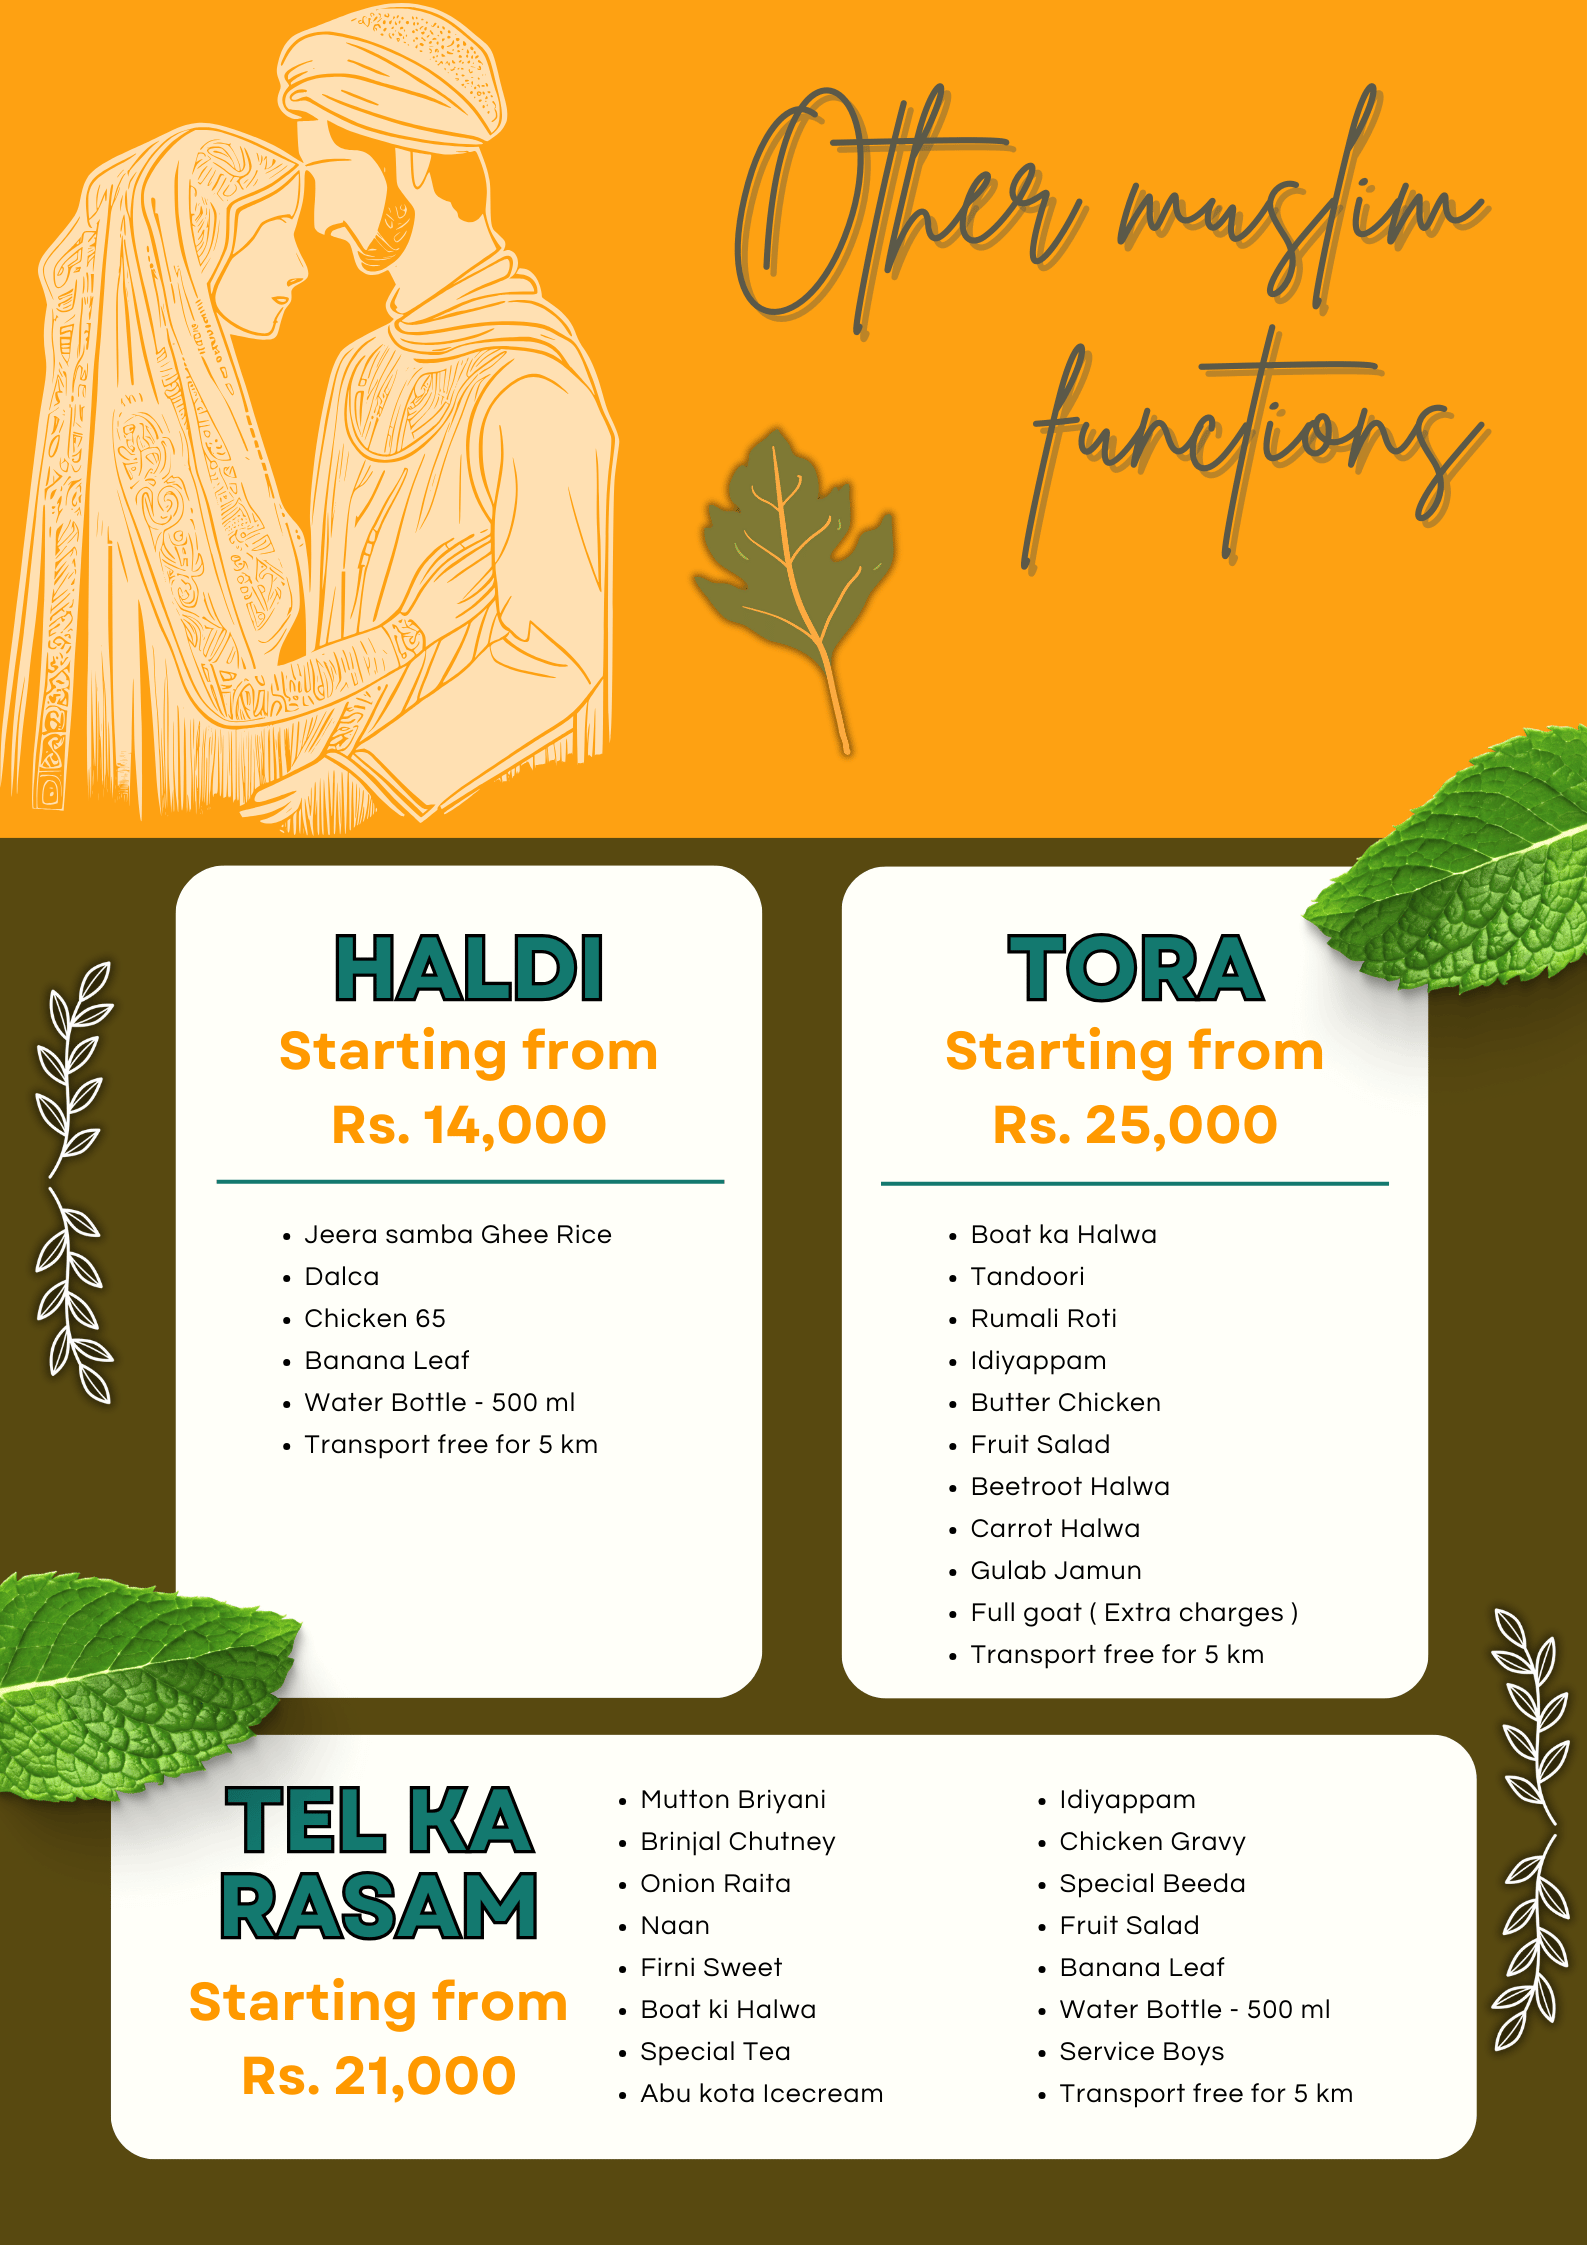 Other muslim
functions
HALDI
Starting from
Rs. 14,000
• Jeera samba Ghee Rice
• Dalca
• Chicken 65
• Banana Leaf
• Water Bottle - 500 ml
• Transport free for 5 km
TORA
Starting from
Rs. 25,000
• Boat ka Halwa
• Tandoori
• Rumali Roti
• Idiyappam
• Butter Chicken
• Fruit Salad
• Beetroot Halwa
• Carrot Halwa
• Gulab Jamun
• Full goat ( Extra charges )
• Transport free for 5 km
TEL KA
RASAM
Starting from
Rs. 21,000
• Mutton Briyani
• Brinjal Chutney
• Onion Raita
• Naan
• Firni Sweet
• Boat ki Halwa
• Special Tea
• Abu kota Icecream
• Idiyappam
• Chicken Gravy
• Special Beeda
• Fruit Salad
• Banana Leaf
• Water Bottle - 500 ml
• Service Boys
• Transport free for 5 km